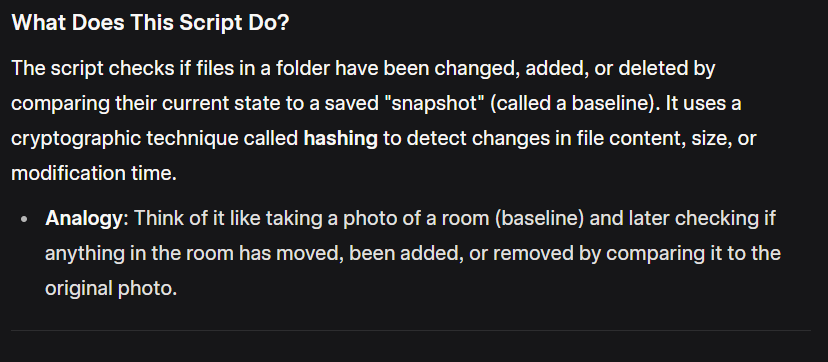 What Does This Script Do?
The script checks if files in a folder have been changed, added, or deleted by
comparing their current state to a saved "snapshot" (called a baseline). It uses a
cryptographic technique called hashing to detect changes in file content, size, or
modification time.
• Analogy: Think of it like taking a photo of a room (baseline) and later checking if
anything in the room has moved, been added, or removed by comparing it to the
original photo.